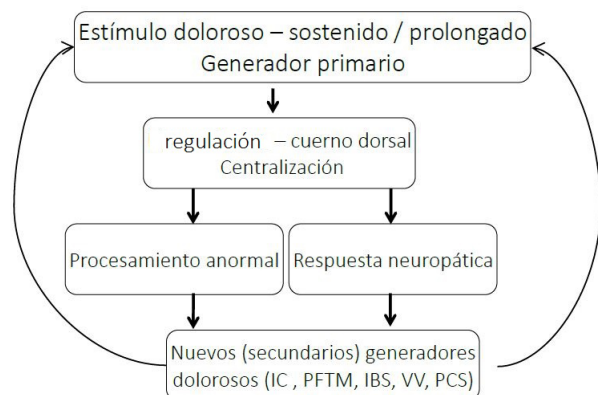 Estímulo doloroso – sostenido / prolongado
Generador primario
regulación – cuerno dorsal
Centralización
Procesamiento anormal
Respuesta neuropática
Nuevos (secundarios) generadores
dolorosos (IC , PFTM, IBS, VV, PCS)